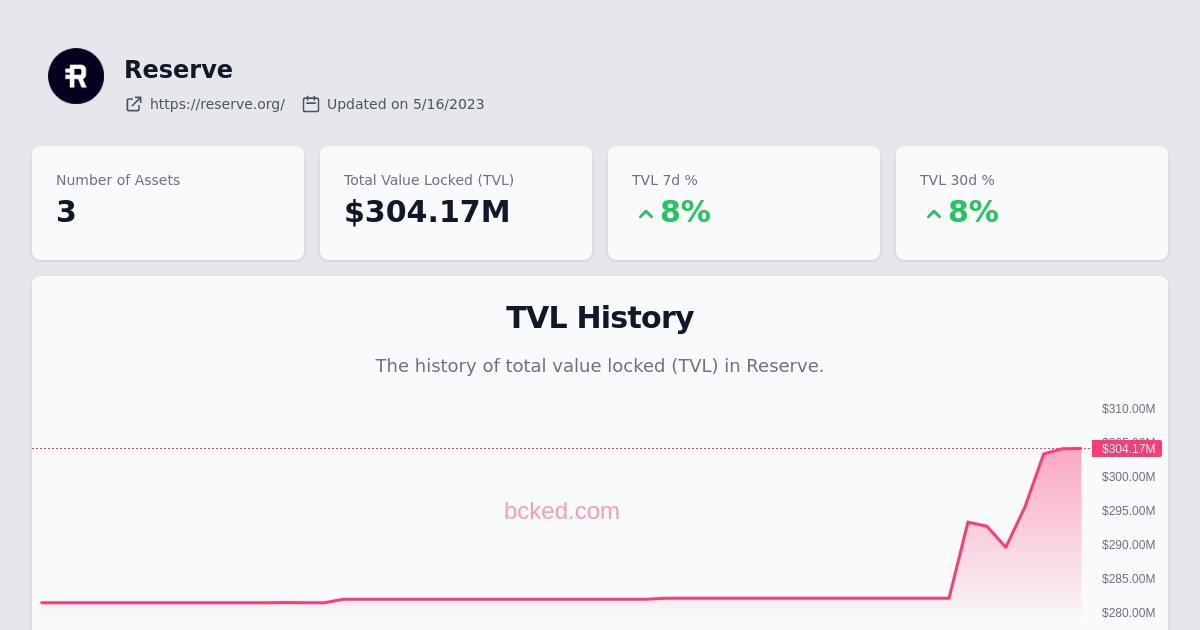 Reserve
https://reserve.org/ Updated on 5/16/2023
Number of Assets
3
Total Value Locked (TVL)
$304.17M
TVL 7d %
8%
TVL 30d %
8%
TVL History
The history of total value locked (TVL) in Reserve.
$310.00M
$304.17M
$300.00M
bcked.com
$295.00M
$290.00M
$285.00M
$280.00M